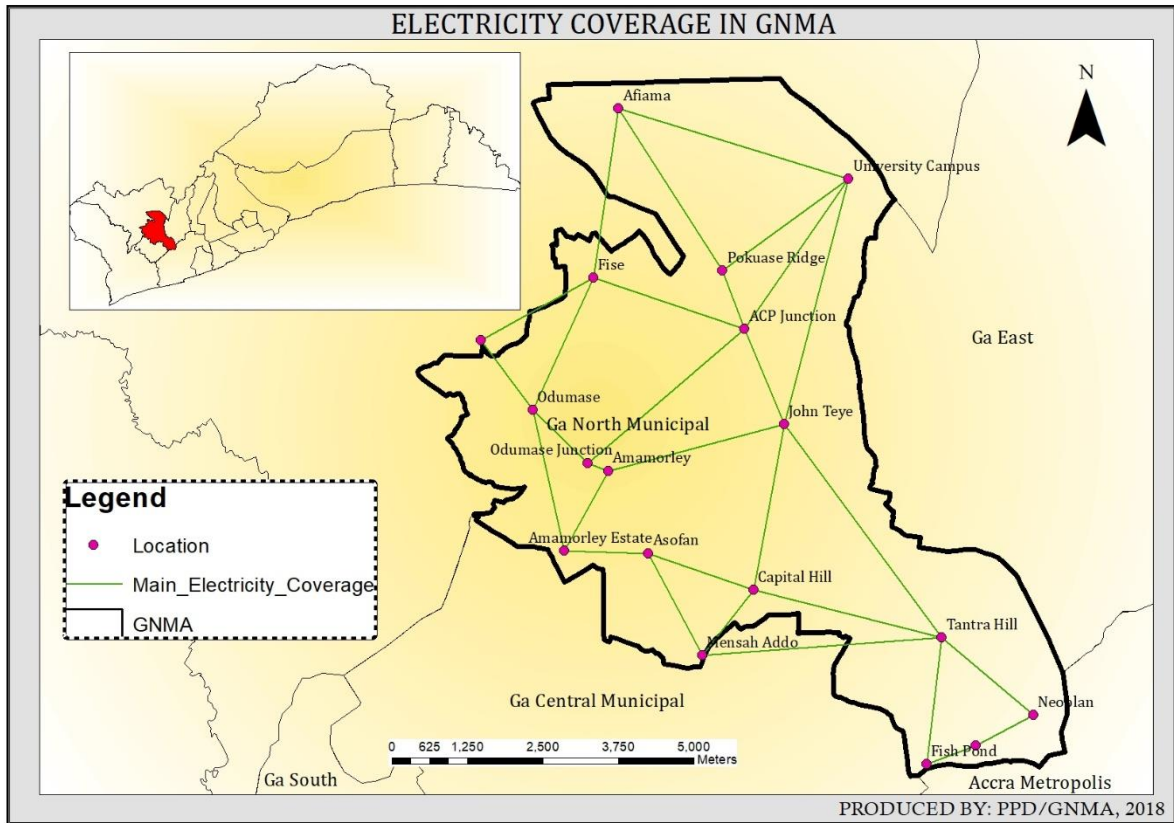 ELECTRICITY COVERAGE IN GNMA
N
Afiama
University Campus
Pokuase Ridge
Fise
ACP Junction
Ga East
Odumase
John Teye
Ga North Municipal
Odumase Junction
Amamorley
Legend
Location
Main_Electricity_Coverage
GNMA
Amamorley Estate
Asofan
Capital Hill
Tantra Hill
Mensah Addo
Ga Central Municipal
Neoplan
0 625 1,250 2,500 3,750 5,000
Meters
Fish Pond
Ga South
Accra Metropolis
PRODUCED BY: PPD/GNMA, 2018